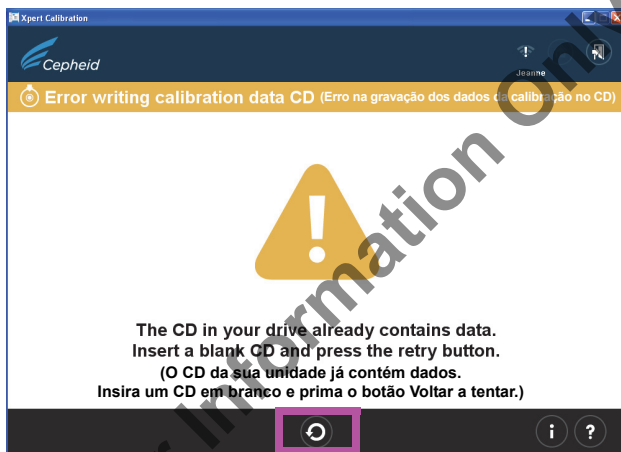 Xpert Calibration
Cepheid
Jeanne
Error writing calibration data CD (Erro na gravação dos dados da calibração no CD)
The CD in your drive already contains data.
Insert a blank CD and press the retry button.
(O CD da sua unidade já contém dados.
Insira um CD em branco e prima o botão Voltar a tentar.)
i ?
Information Only